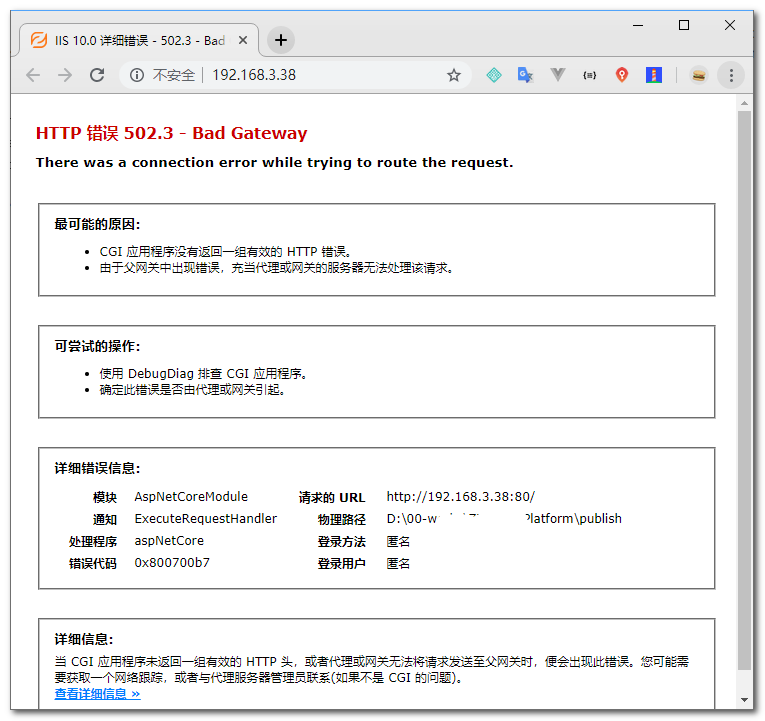 IIS 10.0 详细错误 - 502.3 - Bad
不安全 192.168.3.38
HTTP 错误 502.3 - Bad Gateway
There was a connection error while trying to route the request.
最可能的原因:
CGI 应用程序没有返回一组有效的 HTTP 错误。
由于父网关中出现错误，充当代理或网关的服务器无法处理该请求。
可尝试的操作:
使用 DebugDiag 排查 CGI 应用程序。
确定此错误是否由代理或网关引起。
详细错误信息:
模块 AspNetCoreModule 请求的 URL http://192.168.3.38:80/
通知 ExecuteRequestHandler 物理路径 D:\00-w Platform\publish
处理程序 aspNetCore 登录方法 匿名
错误代码 0x800700b7 登录用户 匿名
详细信息:
当 CGI 应用程序未返回一组有效的 HTTP 头，或者代理或网关无法将请求发送至父网关时，便会出现此错误。您可能需
要获取一个网络跟踪，或者与代理服务器管理员联系(如果不是 CGI 的问题)。
查看详细信息 »